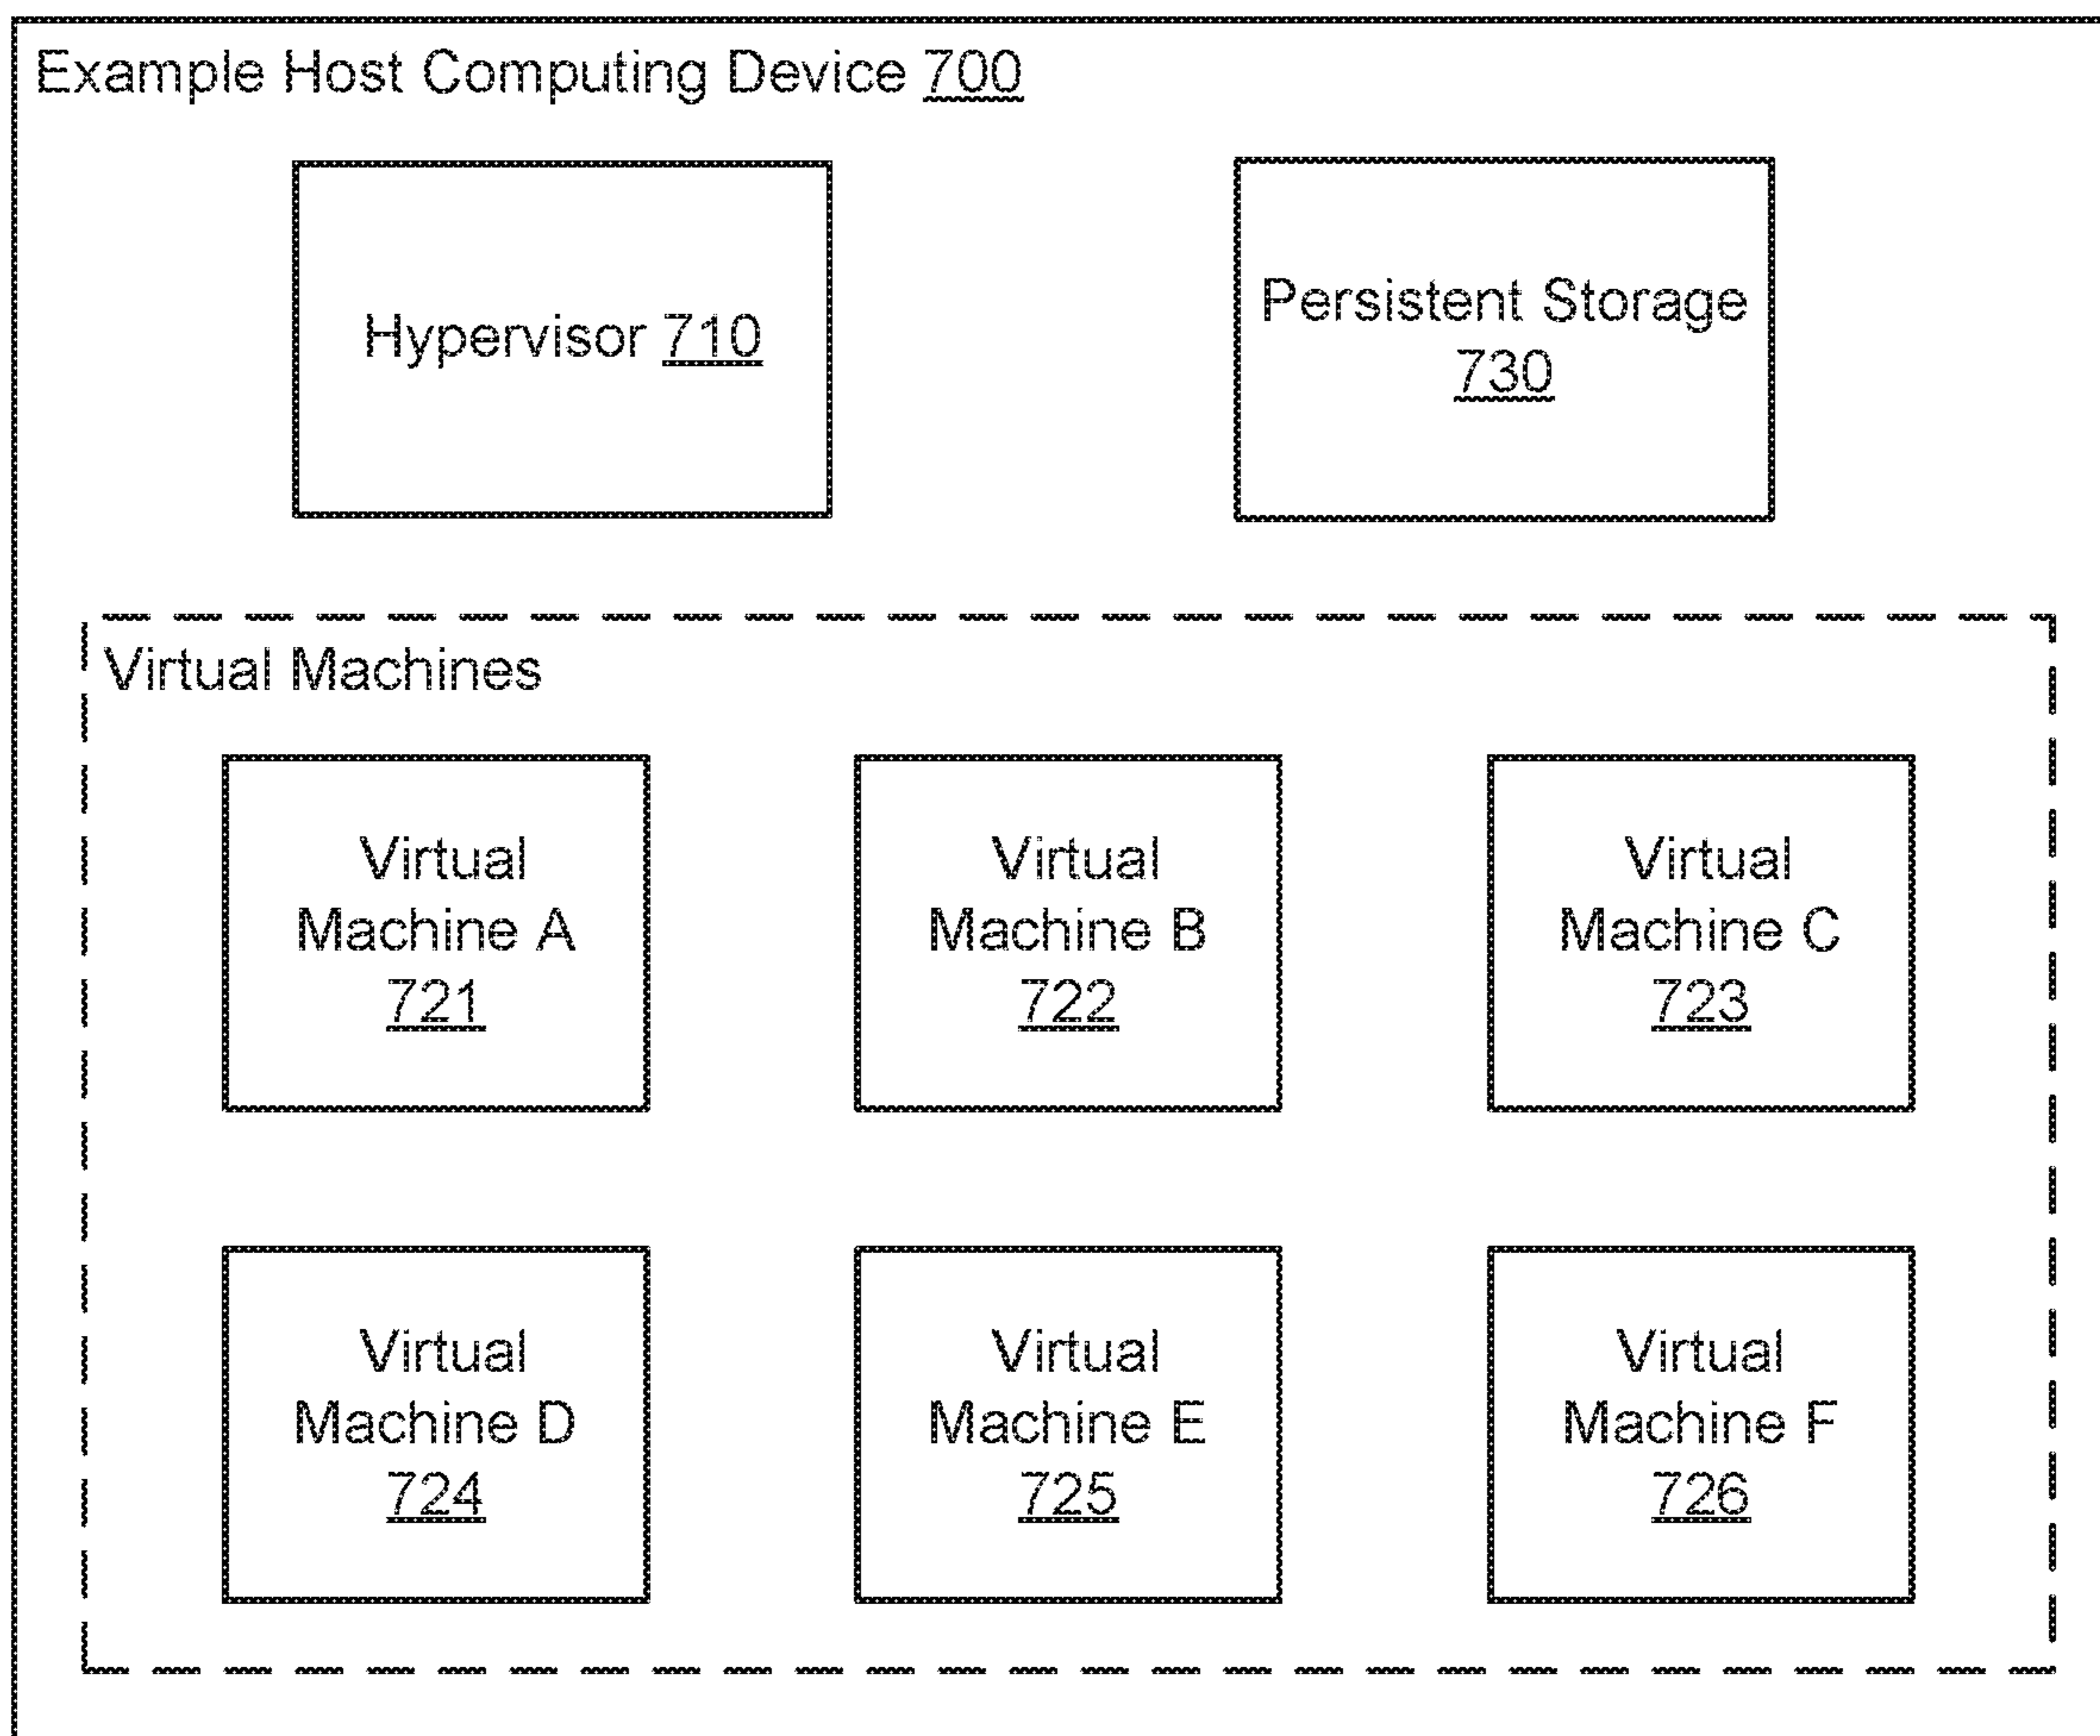 Example Host Computing Device 700
Hypervisor 710
Persistent Storage
730
Virtual Machines
Virtual
Machine A
721
Virtual
Machine B
722
Virtual
Machine C
723
Virtual
Machine D
724
Virtual
Machine E
725
Virtual
Machine F
726